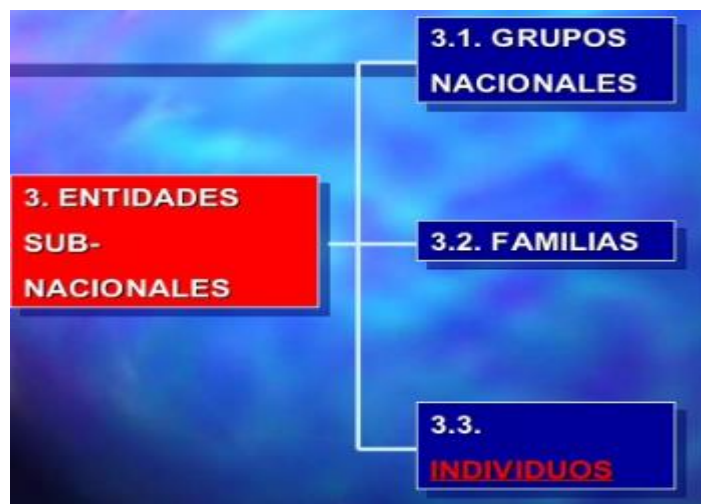 3.1. GRUPOS
NACIONALES
3. ENTIDADES
SUB-
NACIONALES
3.2. FAMILIAS
3.3.
INDIVIDUOS